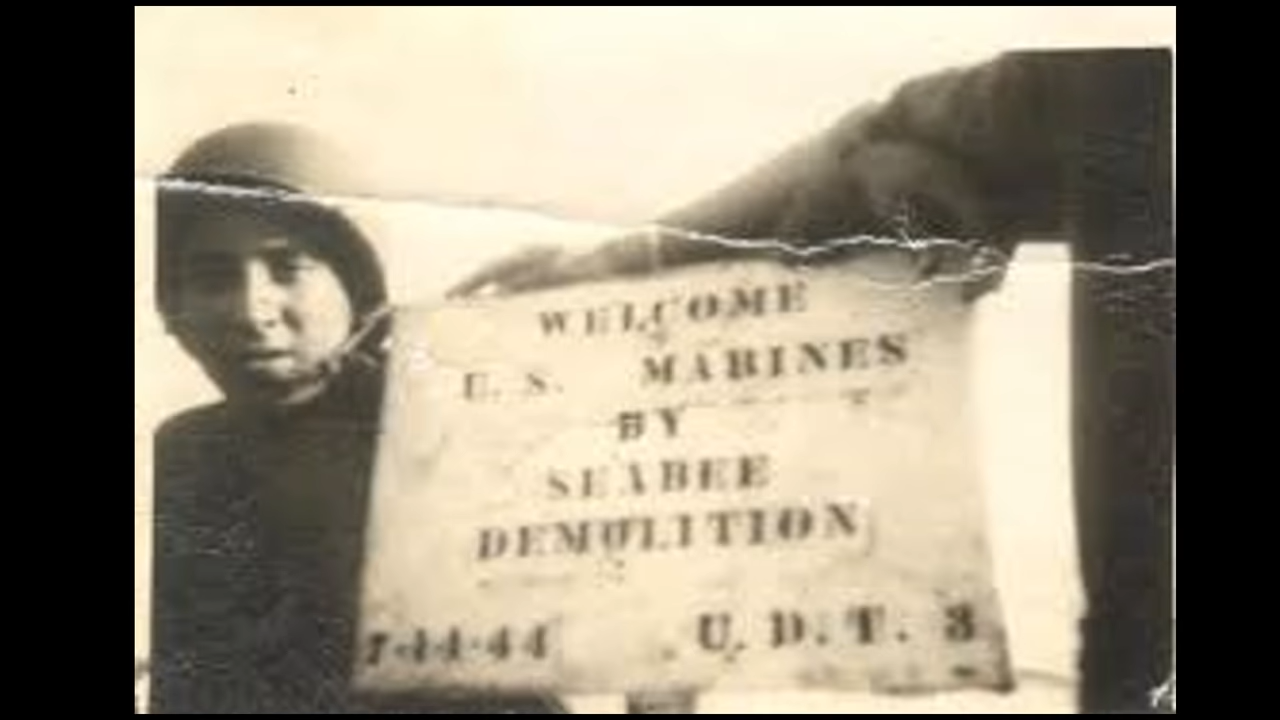 WELCOME
U. S. MARINES
BY
SEABEE
DEMOLITION
7-14-44 U. D. T. 3